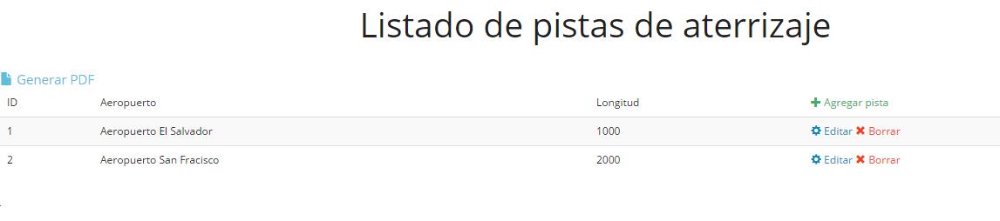 Listado de pistas de aterrizaje
Generar PDF
ID Aeropuerto Longitud Agregar pista
1 Aeropuerto El Salvador 1000 Editar Borrar
2 Aeropuerto San Fracisco 2000 Editar Borrar